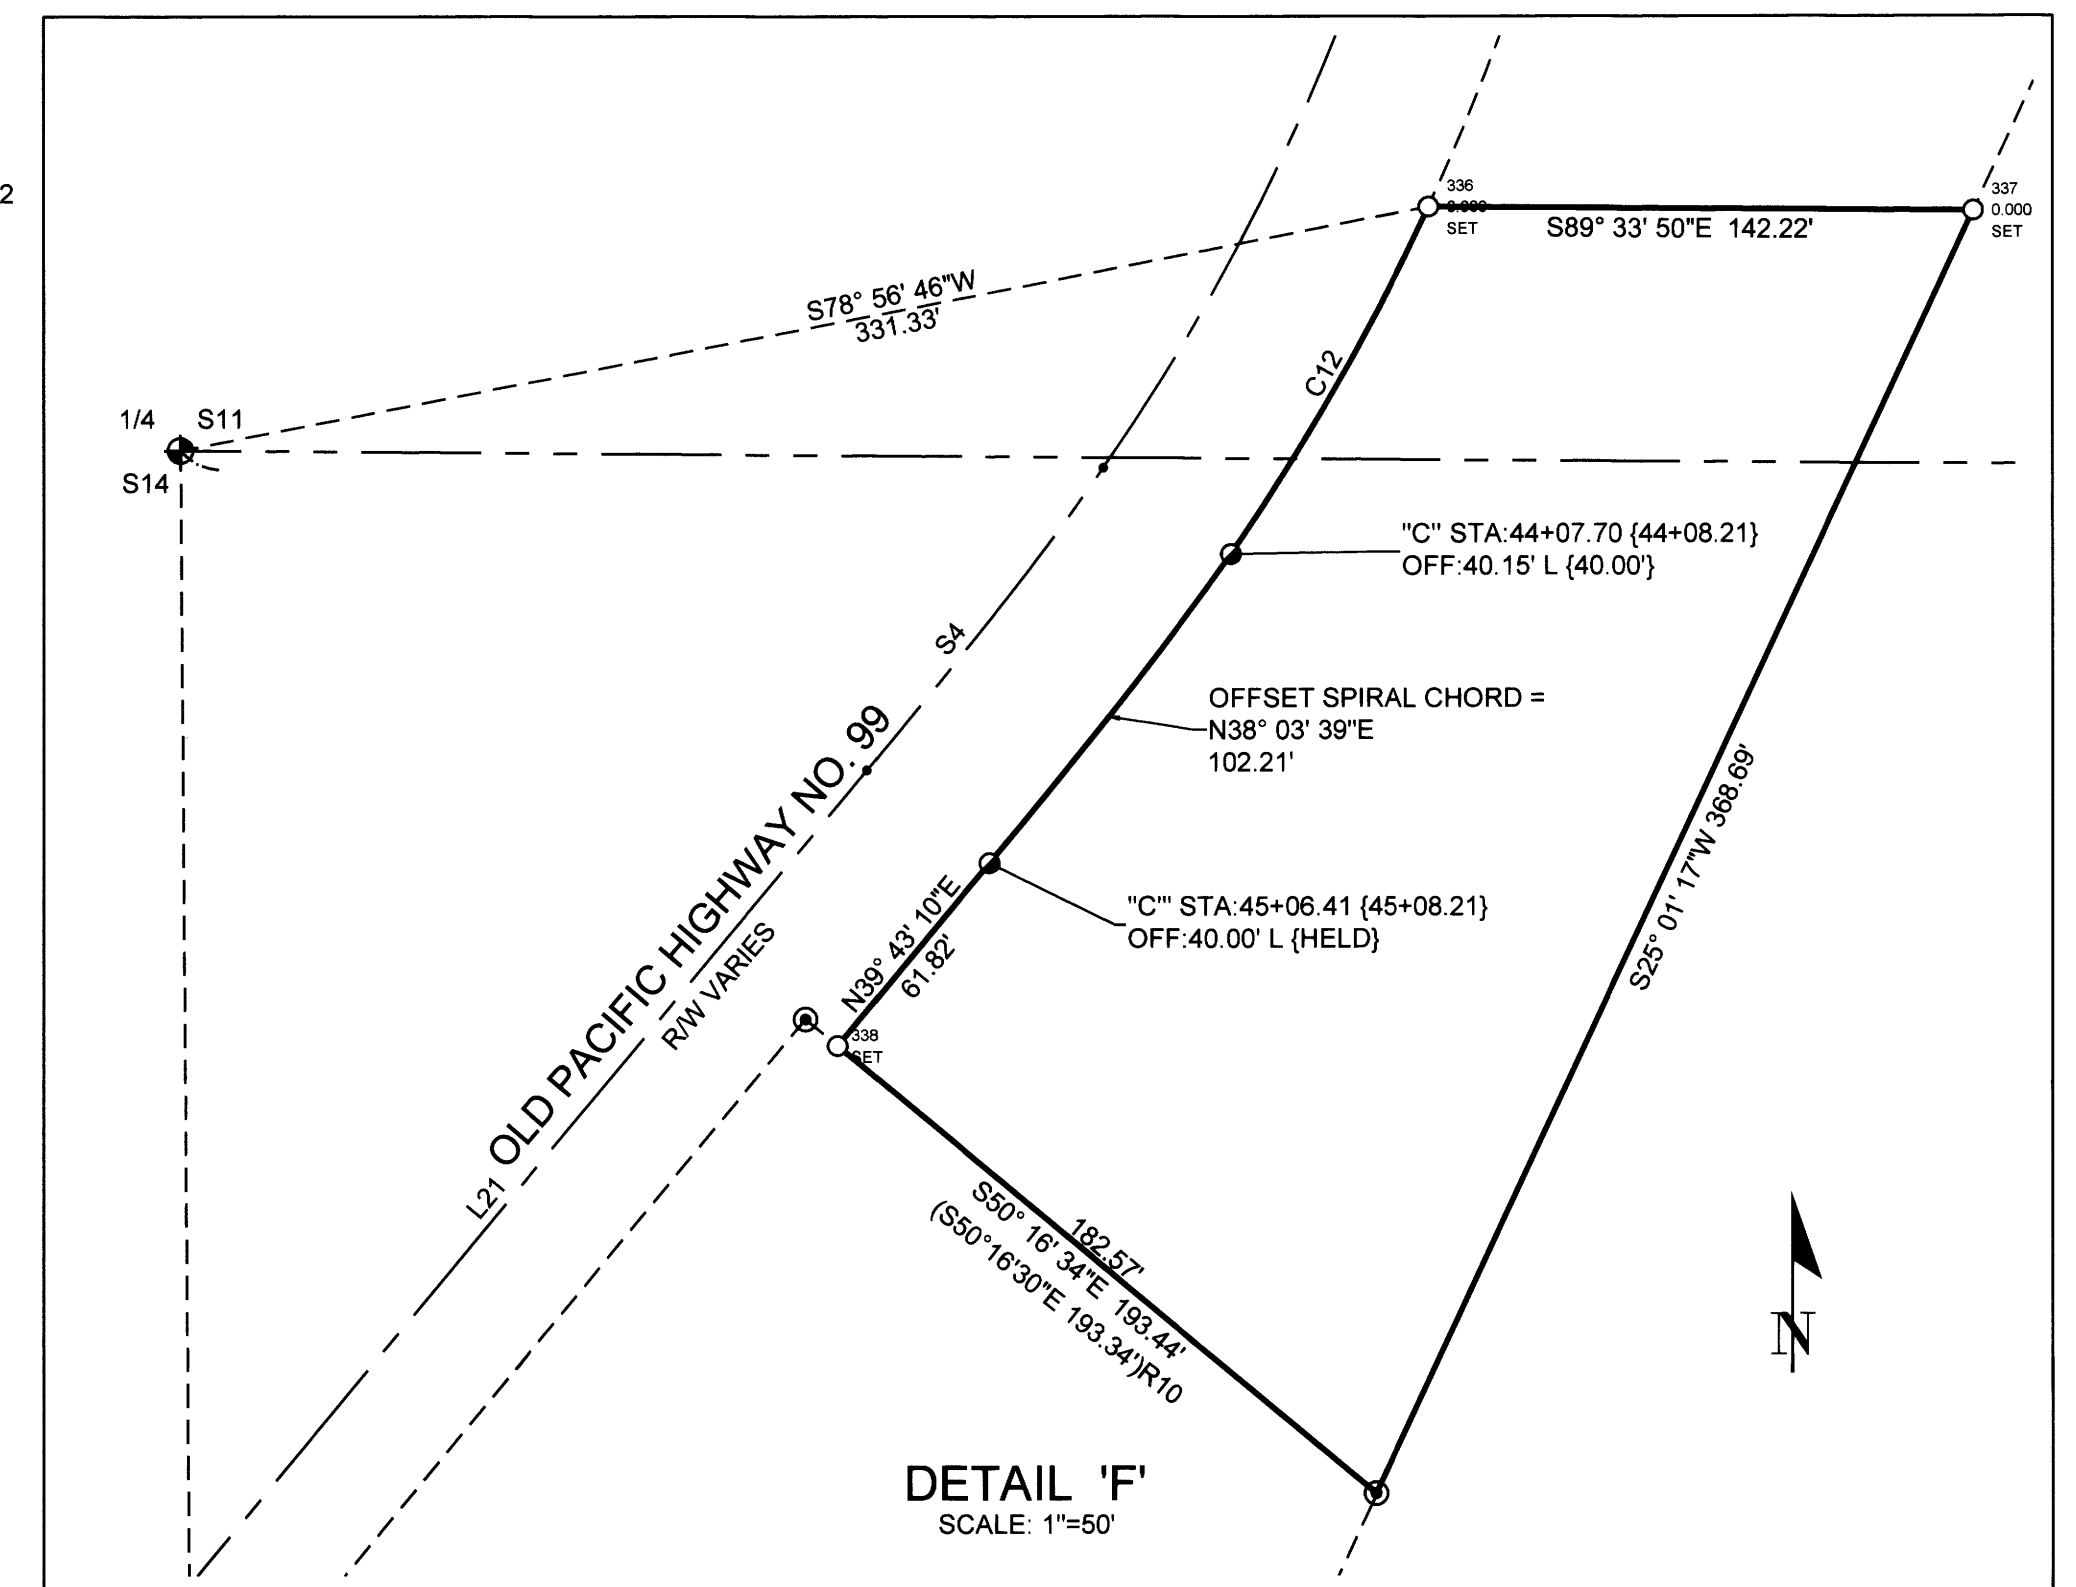 2
336
0.000
SET
337
0.000
SET
S89° 33' 50"E 142.22'
S78° 56' 46"W
331.33'
C12
1/4 S11
S14
"C" STA:44+07.70 {44+08.21}
OFF:40.15' L {40.00'}
S4
OFFSET SPIRAL CHORD =
N38° 03' 39"E
102.21'
OLD PACIFIC HIGHWAY NO. 99
R/W VARIES
S25° 01' 17"W 368.69'
"C'" STA:45+06.41 {45+08.21}
OFF:40.00' L {HELD}
N39° 43' 10"E
61.82'
338
SET
L21
182.57'
S50° 16' 34"E 193.44'
(S50°16'30"E 193.34')R10
N
DETAIL 'F'
SCALE: 1"=50'